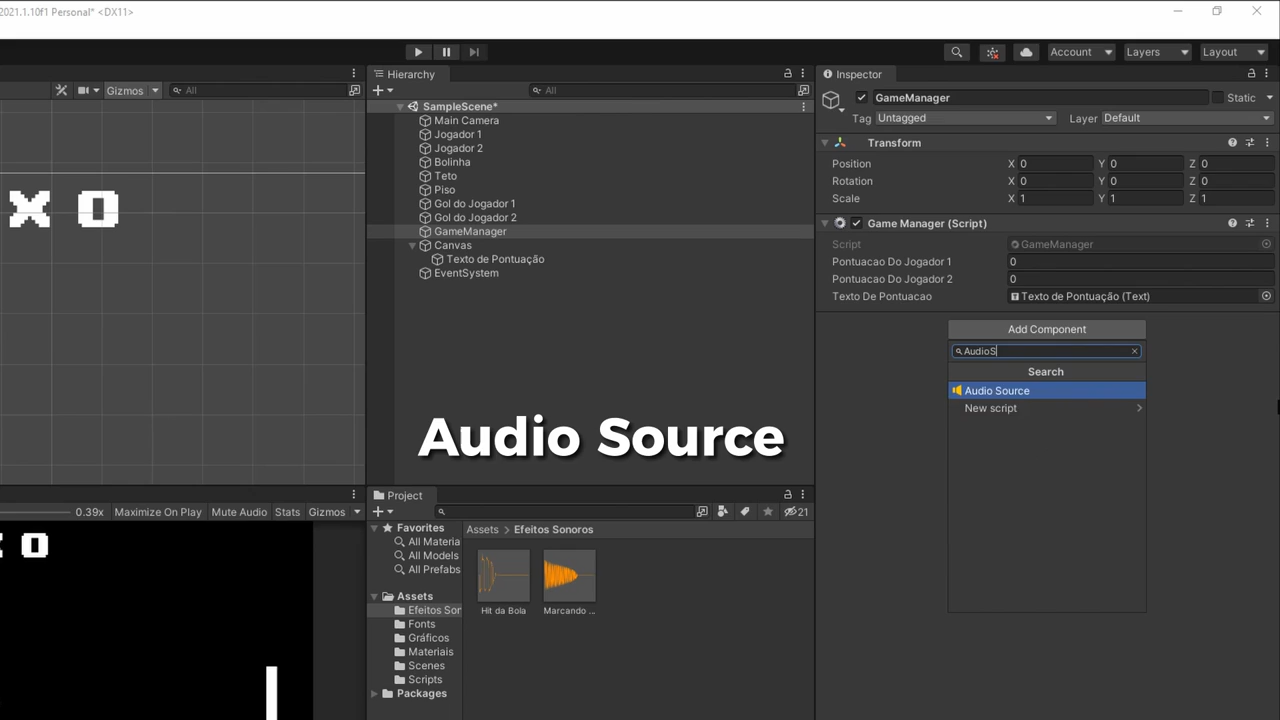 2021.1.10f1 Personal* <DX11>
Account
Layers
Layout
Gizmos
All
Hierarchy
All
SampleScene*
Main Camera
Jogador 1
Jogador 2
Bolinha
Teto
Piso
Gol do Jogador 1
Gol do Jogador 2
GameManager
Canvas
Texto de Pontuação
EventSystem
X O
Audio Source
Inspector
GameManager
Static
Tag Untagged Layer Default
Transform
Position X 0 Y 0 Z 0
Rotation X 0 Y 0 Z 0
Scale X 1 Y 1 Z 1
Game Manager (Script)
Script GameManager
Pontuacao Do Jogador 1 0
Pontuacao Do Jogador 2 0
Texto De Pontuacao Texto de Pontuação (Text)
Add Component
AudioS
Search
Audio Source
New script
0.39x Maximize On Play Mute Audio Stats Gizmos
O
Project
21
Favorites
All Materia
All Models
All Prefabs
Assets
Efeitos Sor
Fonts
Gráficos
Materiais
Scenes
Scripts
Packages
Assets > Efeitos Sonoros
Hit da Bola
Marcando ...